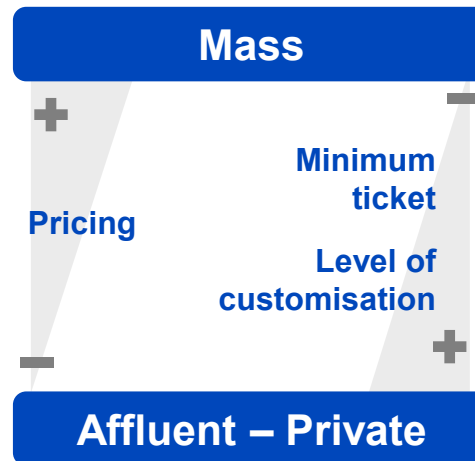 Mass
+
–
Minimum
ticket
Pricing
Level of
customisation
+
–
Affluent – Private